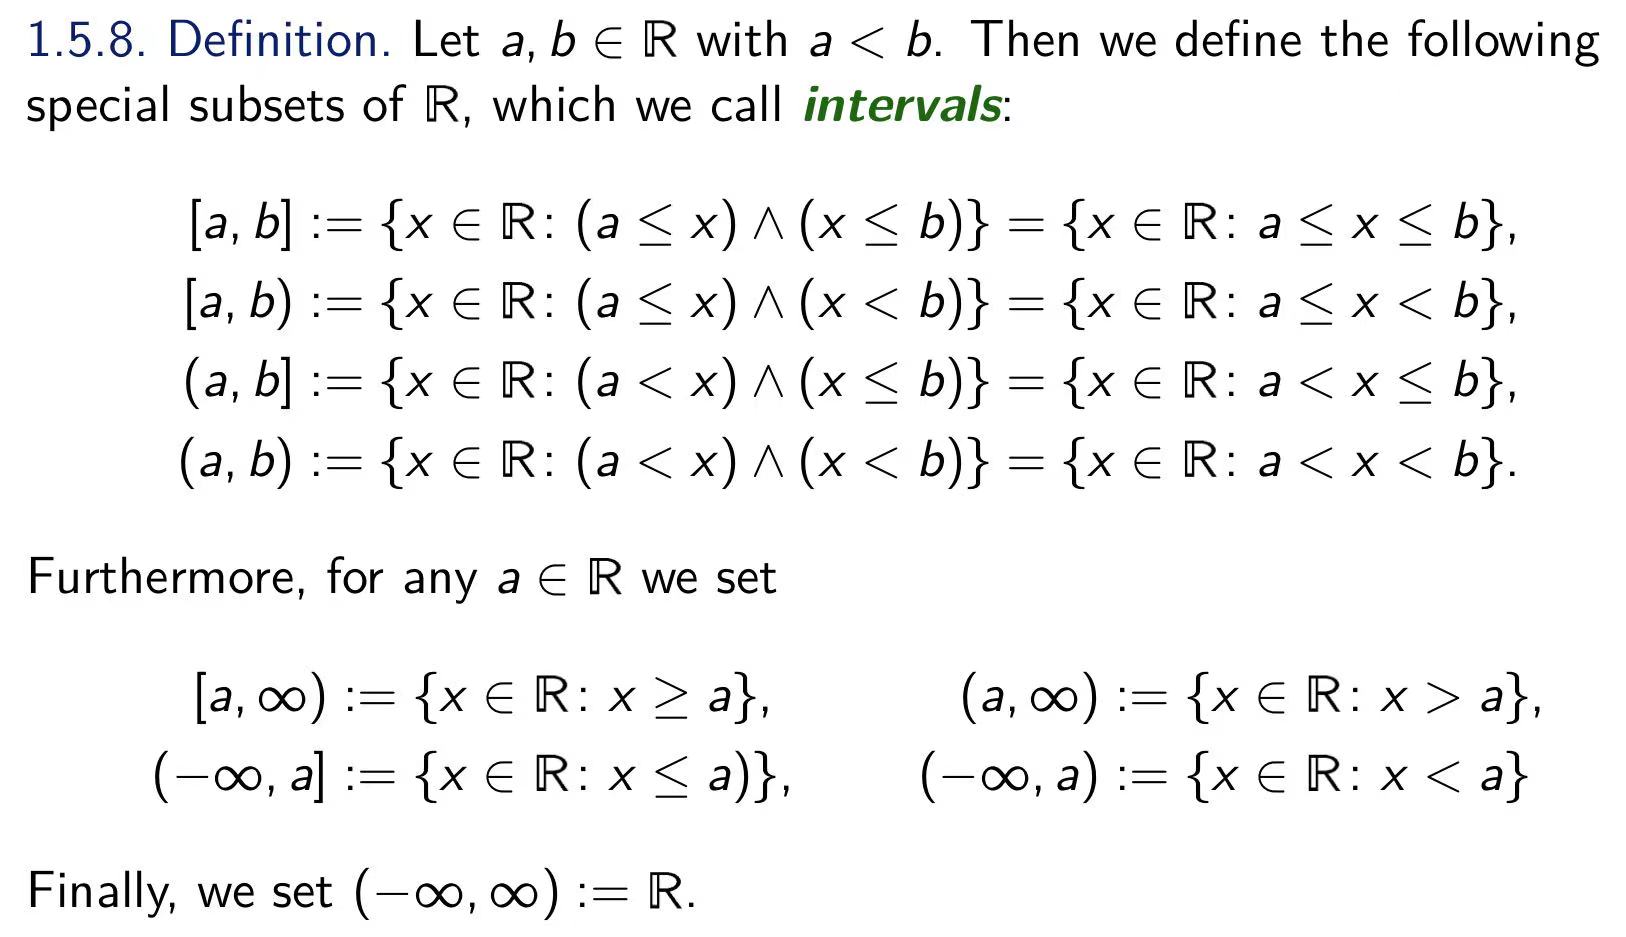 1.5.8. Definition. Let a, b ∈ ℝ with a < b. Then we define the following
special subsets of ℝ, which we call intervals:
[a, b] := {x ∈ ℝ: (a ≤ x) ∧ (x ≤ b)} = {x ∈ ℝ: a ≤ x ≤ b},
[a, b) := {x ∈ ℝ: (a ≤ x) ∧ (x < b)} = {x ∈ ℝ: a ≤ x < b},
(a, b] := {x ∈ ℝ: (a < x) ∧ (x ≤ b)} = {x ∈ ℝ: a < x ≤ b},
(a, b) := {x ∈ ℝ: (a < x) ∧ (x < b)} = {x ∈ ℝ: a < x < b}.
Furthermore, for any a ∈ ℝ we set
[a, ∞) := {x ∈ ℝ: x ≥ a}, (a, ∞) := {x ∈ ℝ: x > a},
(−∞, a] := {x ∈ ℝ: x ≤ a)}, (−∞, a) := {x ∈ ℝ: x < a}
Finally, we set (−∞, ∞) := ℝ.